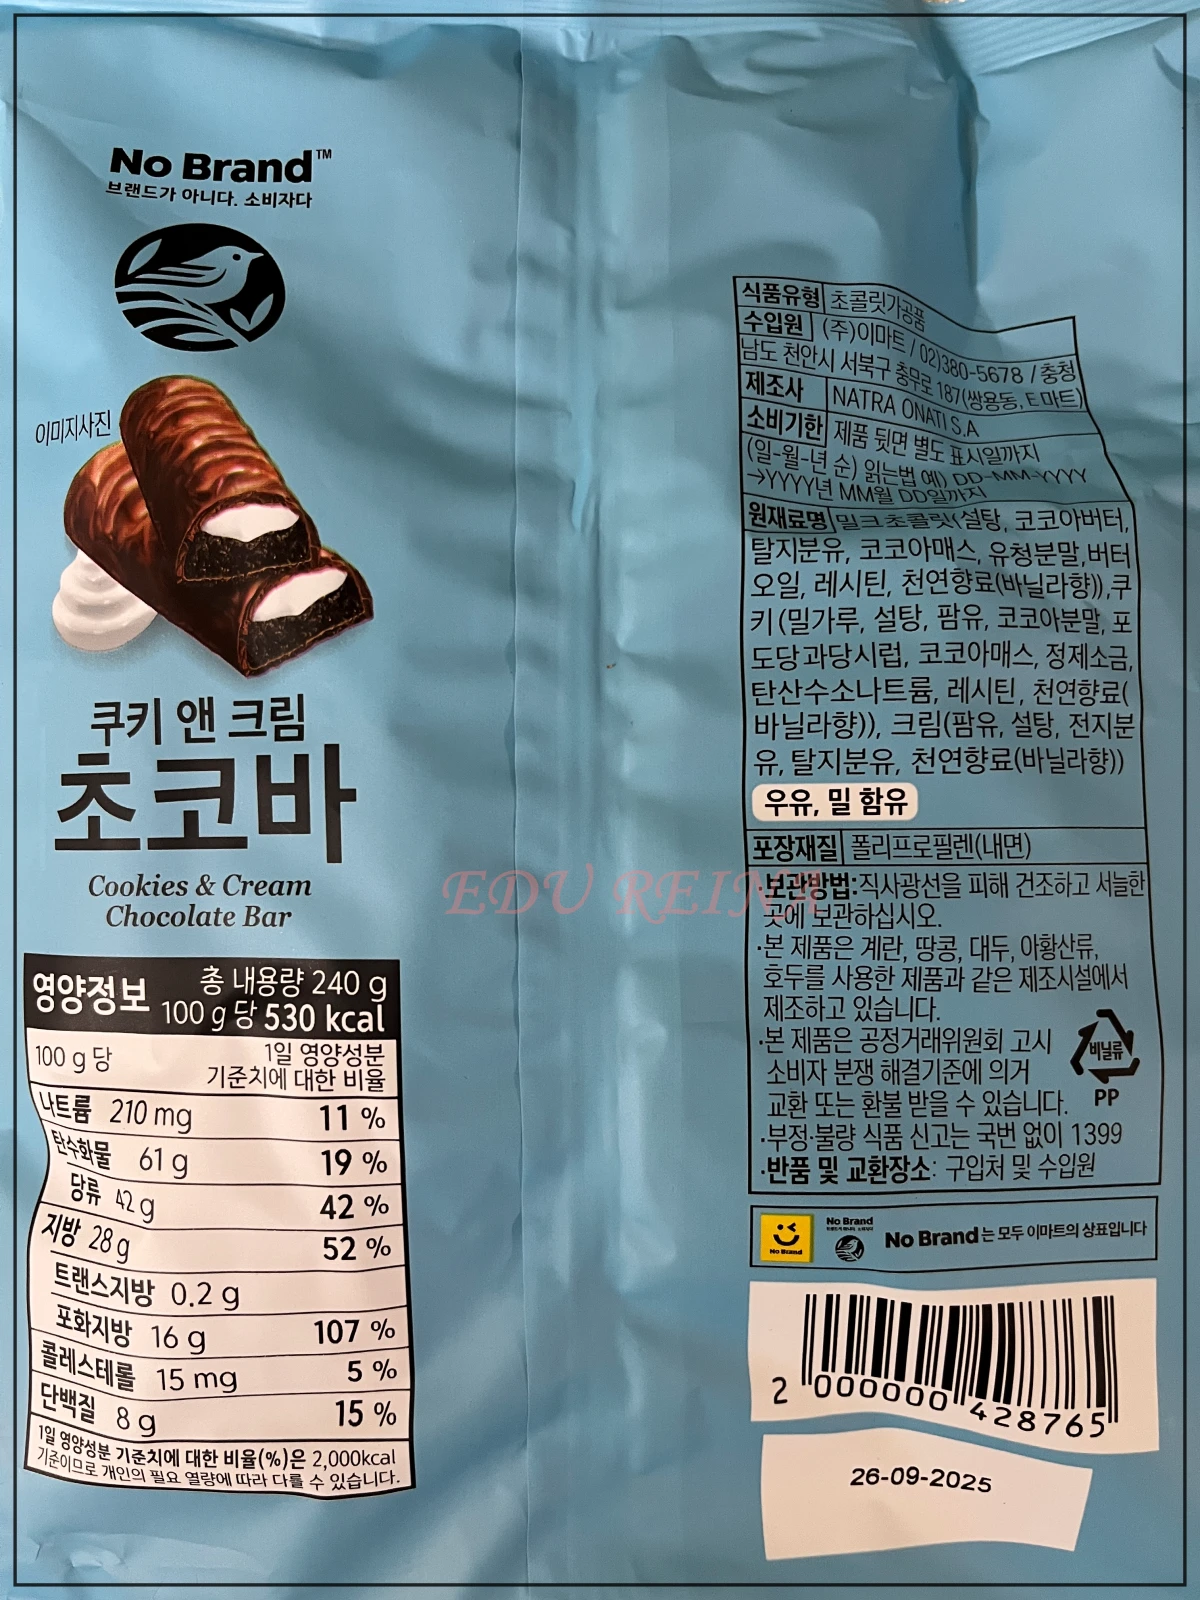 No Brand™
브랜드가 아니다. 소비자다
이미지사진
쿠키 앤 크림
초코바
Cookies & Cream
Chocolate Bar
영양정보
총 내용량 240 g
100 g 당 530 kcal
100 g 당
1일 영양성분
기준치에 대한 비율
나트륨 210 mg 11 %
탄수화물 61 g 19 %
당류 42 g 42 %
지방 28 g 52 %
트랜스지방 0.2 g
포화지방 16 g 107 %
콜레스테롤 15 mg 5 %
단백질 8 g 15 %
1일 영양성분 기준치에 대한 비율(%)은 2,000kcal
기준이므로 개인의 필요 열량에 따라 다를 수 있습니다.
식품유형 초콜릿가공품
수입원 (주)이마트 / 02)380-5678 / 충청
남도 천안시 서북구 충무로 187(쌍용동, E마트)
제조사 NATRA ONATI S.A
소비기한 제품 뒷면 별도 표시일까지
(일-월-년 순) 읽는법 예) DD-MM-YYYY
→YYYY년 MM월 DD일까지
원재료명 밀크초콜릿(설탕, 코코아버터,
탈지분유, 코코아매스, 유청분말,버터
오일, 레시틴, 천연향료(바닐라향)),쿠
키(밀가루, 설탕, 팜유, 코코아분말, 포
도당과당시럽, 코코아매스, 정제소금,
탄산수소나트륨, 레시틴, 천연향료(
바닐라향)), 크림(팜유, 설탕, 전지분
유, 탈지분유, 천연향료(바닐라향))
우유, 밀 함유
포장재질 폴리프로필렌(내면)
·보관방법:직사광선을 피해 건조하고 서늘한
곳에 보관하십시오.
·본 제품은 계란, 땅콩, 대두, 아황산류,
호두를 사용한 제품과 같은 제조시설에서
제조하고 있습니다.
·본 제품은 공정거래위원회 고시
소비자 분쟁 해결기준에 의거
교환 또는 환불 받을 수 있습니다.
비닐류
PP
·부정·불량 식품 신고는 국번 없이 1399
·반품 및 교환장소: 구입처 및 수입원
No Brand
No Brand
브랜드가 아니다. 소비자다
No Brand는 모두 이마트의 상표입니다
2 000000 428765
26-09-2025
EDU REINA